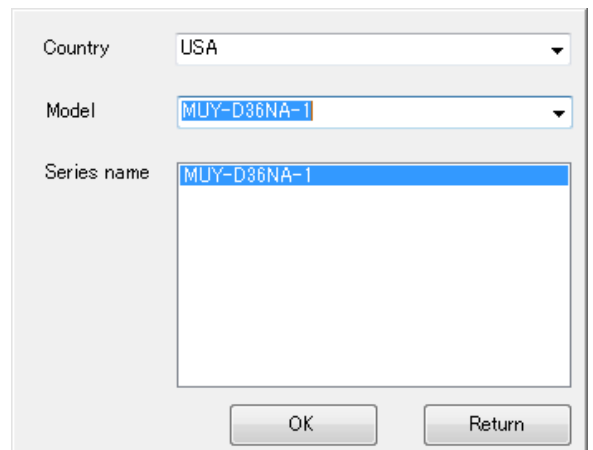 Country USA
Model MUY-D36NA-1
Series name MUY-D36NA-1
OK Return